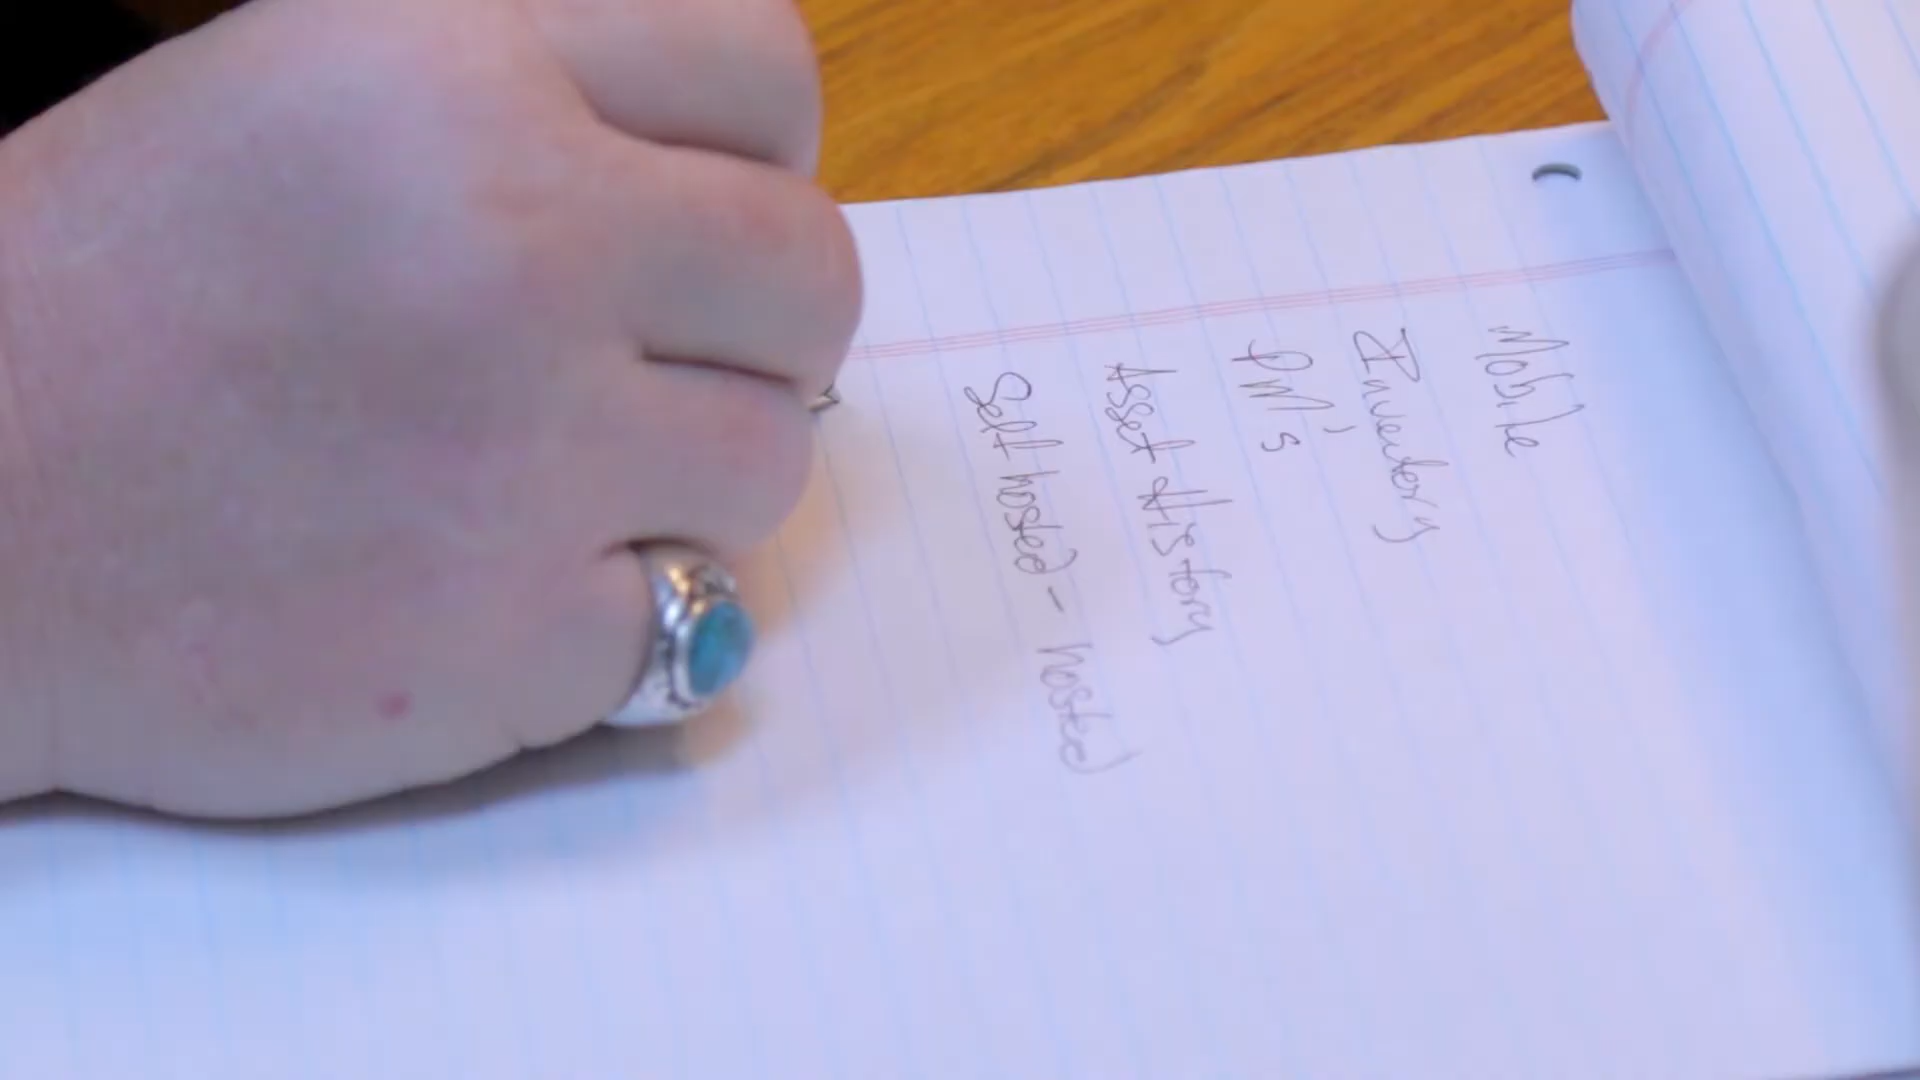 Mobile
Inventory
PM's
Asset History
Self hosted - hosted